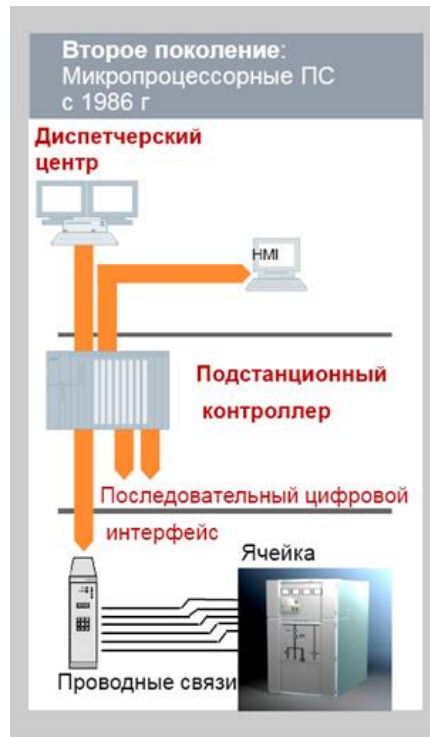 Второе поколение:
Микропроцессорные ПС
с 1986 г
Диспетчерский
центр
HMI
Подстанционный
контроллер
Последовательный цифровой
интерфейс
Ячейка
Проводные связи